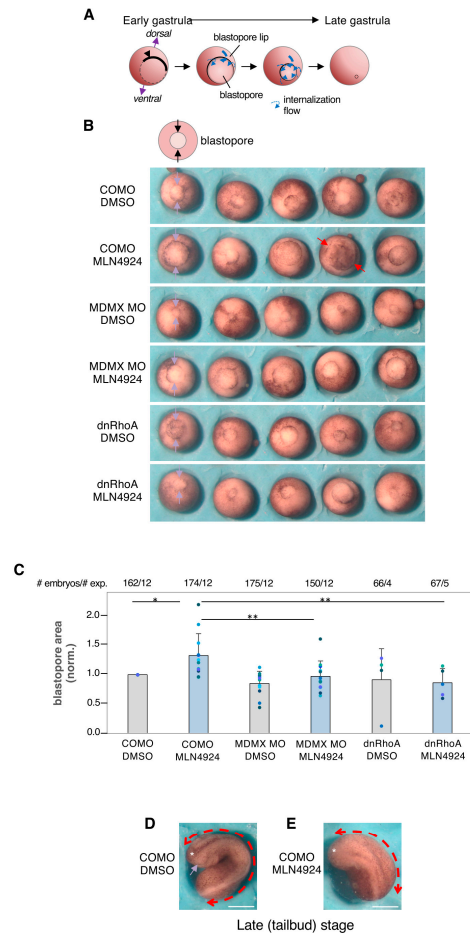 A
Early gastrula
Late gastrula
dorsal
blastopore lip
ventral
blastopore
internalization
flow
B
blastopore
COMO
DMSO
COMO
MLN4924
MDMX MO
DMSO
MDMX MO
MLN4924
dnRhoA
DMSO
dnRhoA
MLN4924
C
# embryos/# exp. 162/12 174/12 175/12 150/12 66/4 67/5
* **
**
blastopore area
(norm.)
2.0
1.5
1.0
0.5
0.0
COMO
DMSO
COMO
MLN4924
MDMX MO
DMSO
MDMX MO
MLN4924
dnRhoA
DMSO
dnRhoA
MLN4924
D
COMO
DMSO
*
E
COMO
MLN4924
*
Late (tailbud) stage